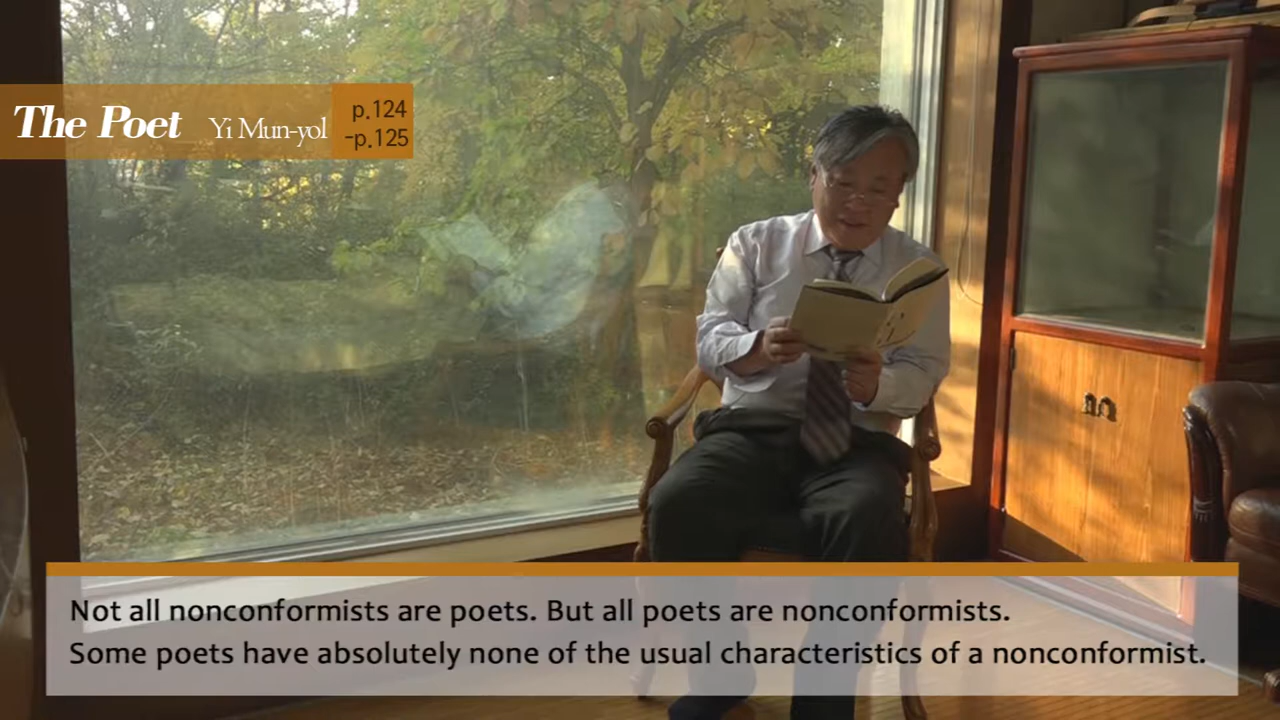 The Poet Yi Mun-yol p.124
-p.125
Not all nonconformists are poets. But all poets are nonconformists.
Some poets have absolutely none of the usual characteristics of a nonconformist.